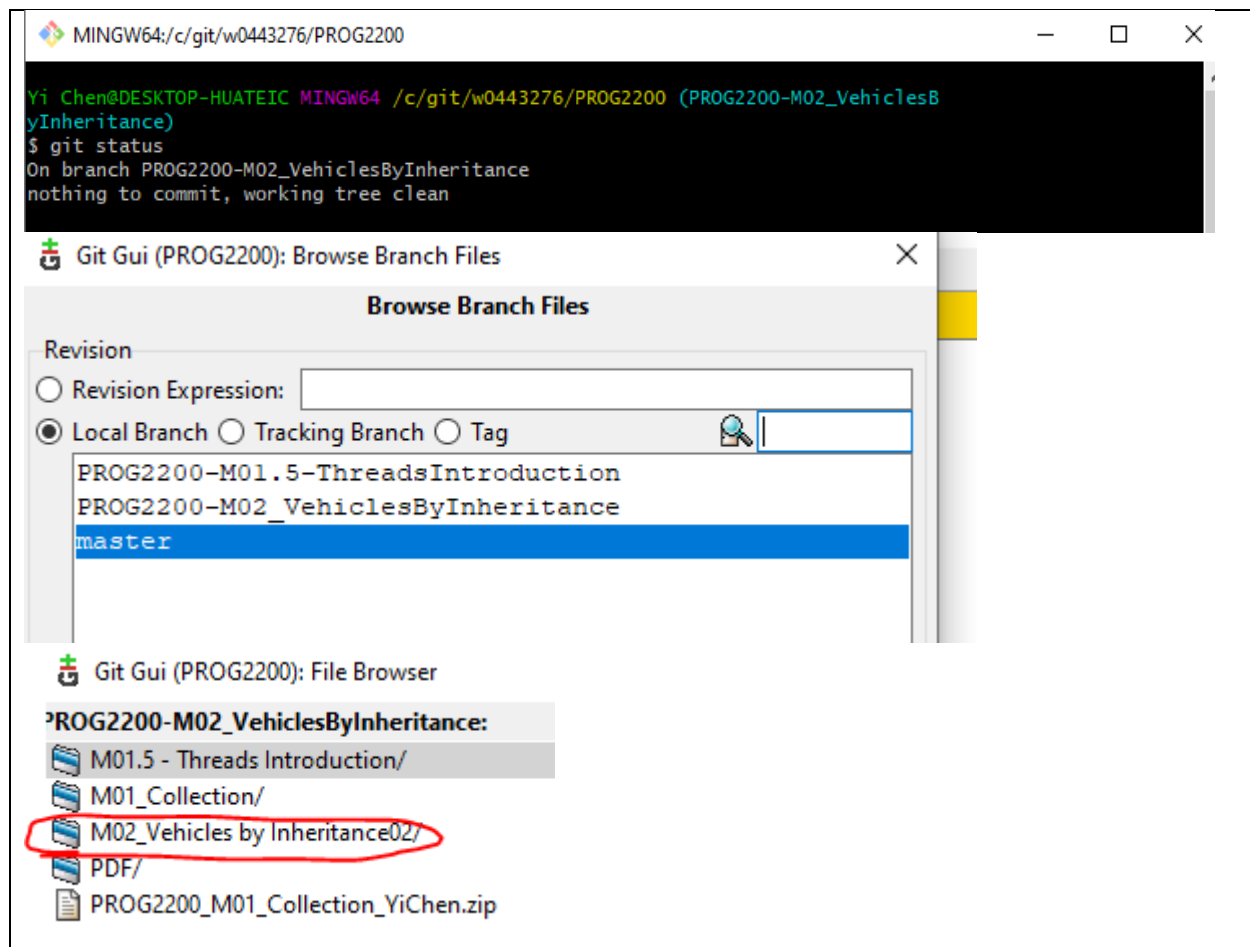 MINGW64:/c/git/w0443276/PROG2200
Yi Chen@DESKTOP-HUATEIC MINGW64 /c/git/w0443276/PROG2200 (PROG2200-M02_VehiclesB
yInheritance)
$ git status
On branch PROG2200-M02_VehiclesByInheritance
nothing to commit, working tree clean
Git Gui (PROG2200): Browse Branch Files
Browse Branch Files
Revision
Revision Expression:
Local Branch Tracking Branch Tag
PROG2200-M01.5-ThreadsIntroduction
PROG2200-M02_VehiclesByInheritance
master
Git Gui (PROG2200): File Browser
PROG2200-M02_VehiclesByInheritance:
M01.5 - Threads Introduction/
M01_Collection/
M02_Vehicles by Inheritance02/
PDF/
PROG2200_M01_Collection_YiChen.zip